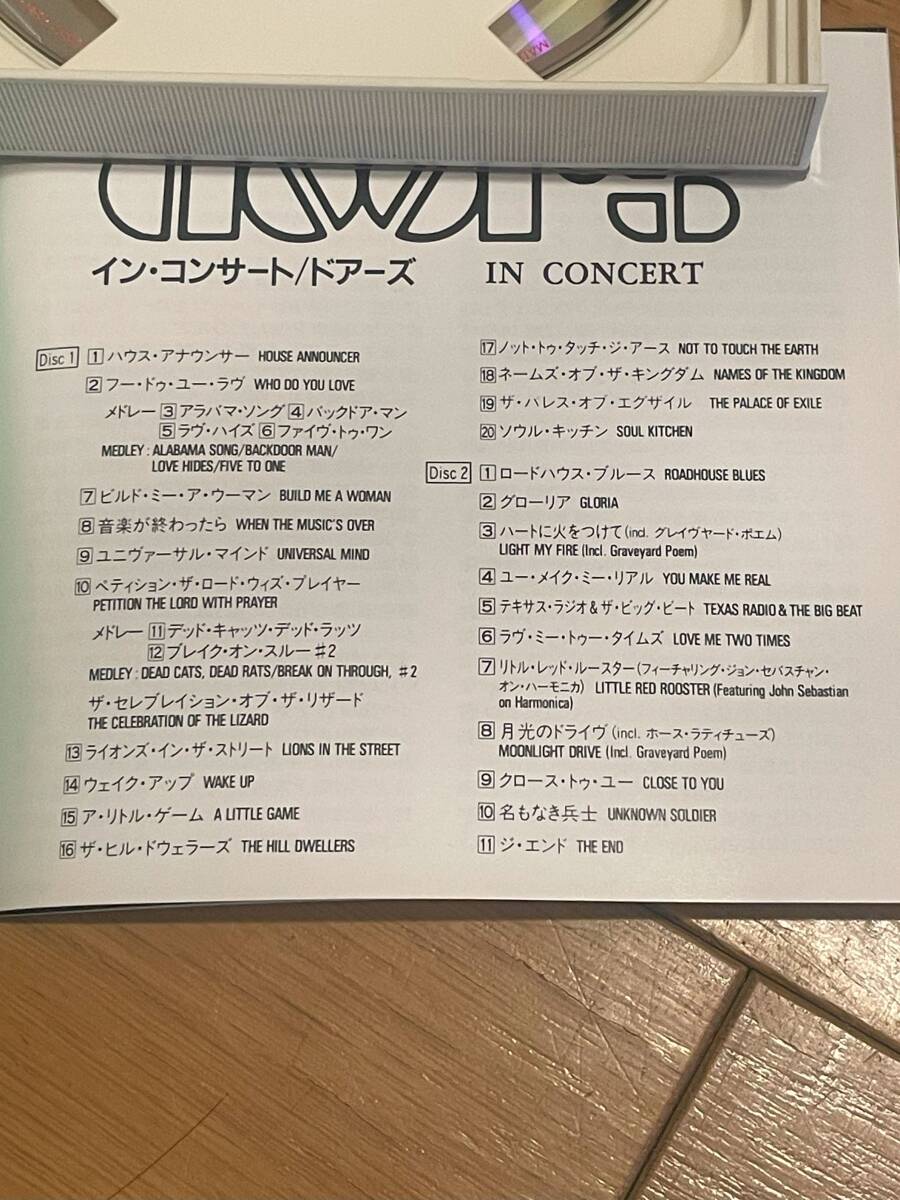 イン・コンサート/ドアーズ IN CONCERT
Disc 1 1 ハウス・アナウンサー HOUSE ANNOUNCER
2 フー・ドゥ・ユー・ラヴ WHO DO YOU LOVE
メドレー 3 アラバマ・ソング 4 バックドア・マン
5 ラヴ・ハイズ 6 ファイヴ・トゥ・ワン
MEDLEY : ALABAMA SONG/BACKDOOR MAN/
LOVE HIDES/FIVE TO ONE
7 ビルド・ミー・ア・ウーマン BUILD ME A WOMAN
8 音楽が終わったら WHEN THE MUSIC'S OVER
9 ユニヴァーサル・マインド UNIVERSAL MIND
10 ペティション・ザ・ロード・ウィズ・プレイヤー
PETITION THE LORD WITH PRAYER
メドレー 11 デッド・キャッツ・デッド・ラッツ
12 ブレイク・オン・スルー♯2
MEDLEY : DEAD CATS, DEAD RATS/BREAK ON THROUGH, ♯2
ザ・セレブレイション・オブ・ザ・リザード
THE CELEBRATION OF THE LIZARD
13 ライオンズ・イン・ザ・ストリート LIONS IN THE STREET
14 ウェイク・アップ WAKE UP
15 ア・リトル・ゲーム A LITTLE GAME
16 ザ・ヒル・ドウェラーズ THE HILL DWELLERS
17 ノット・トゥ・タッチ・ジ・アース NOT TO TOUCH THE EARTH
18 ネームズ・オブ・ザ・キングダム NAMES OF THE KINGDOM
19 ザ・パレス・オブ・エグザイル THE PALACE OF EXILE
20 ソウル・キッチン SOUL KITCHEN
Disc 2 1 ロードハウス・ブルース ROADHOUSE BLUES
2 グローリア GLORIA
3 ハートに火をつけて(incl. グレイヴヤード・ポエム)
LIGHT MY FIRE (Incl. Graveyard Poem)
4 ユー・メイク・ミー・リアル YOU MAKE ME REAL
5 テキサス・ラジオ&ザ・ビッグ・ビート TEXAS RADIO & THE BIG BEAT
6 ラヴ・ミー・トゥー・タイムズ LOVE ME TWO TIMES
7 リトル・レッド・ルースター(フィーチャリング・ジョン・セバスチャン・
オン・ハーモニカ) LITTLE RED ROOSTER (Featuring John Sebastian
on Harmonica)
8 月光のドライヴ(incl. ホース・ラティチューズ)
MOONLIGHT DRIVE (Incl. Graveyard Poem)
9 クロース・トゥ・ユー CLOSE TO YOU
10 名もなき兵士 UNKNOWN SOLDIER
11 ジ・エンド THE END